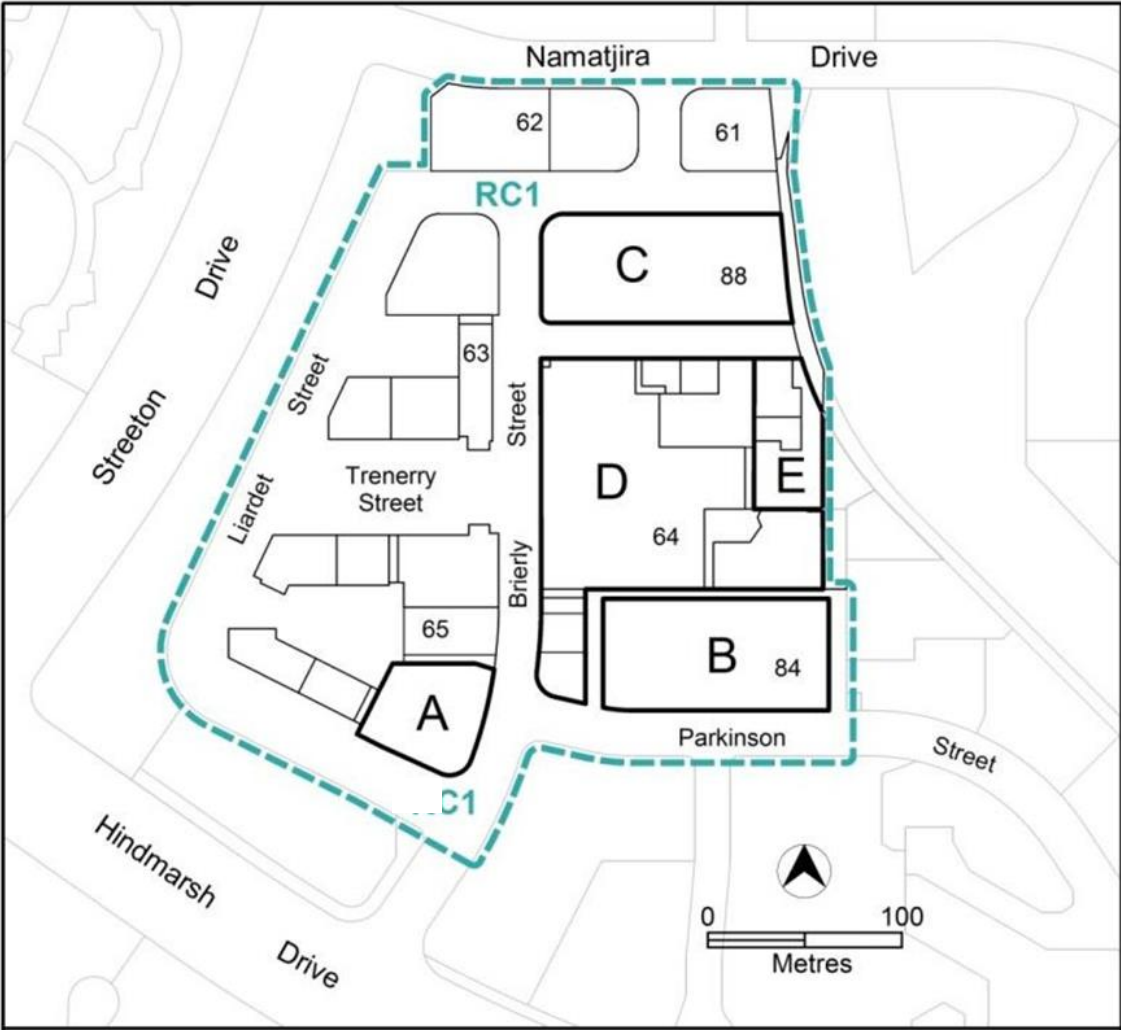 Namatjira Drive
62
61
RC1
C
88
Drive
63
Street
Street
Streeton
Trenerry
Street
D
E
Liardet
64
Brierly
65
B
84
A
Parkinson
Street
C1
Hindmarsh
Drive
0 100
Metres